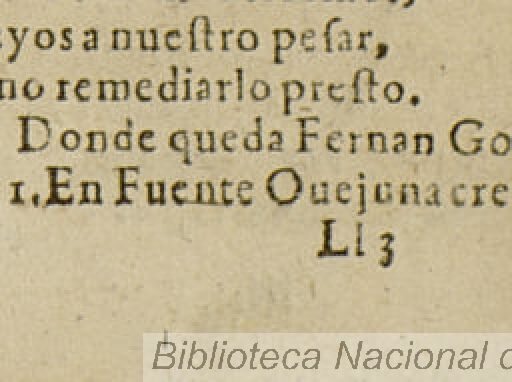 yos a nueſtro peſar,
no remediarlo preſto.
Donde queda Fernan Go
1. En Fuente Ouejuna cre
Ll 3
Biblioteca Nacional d